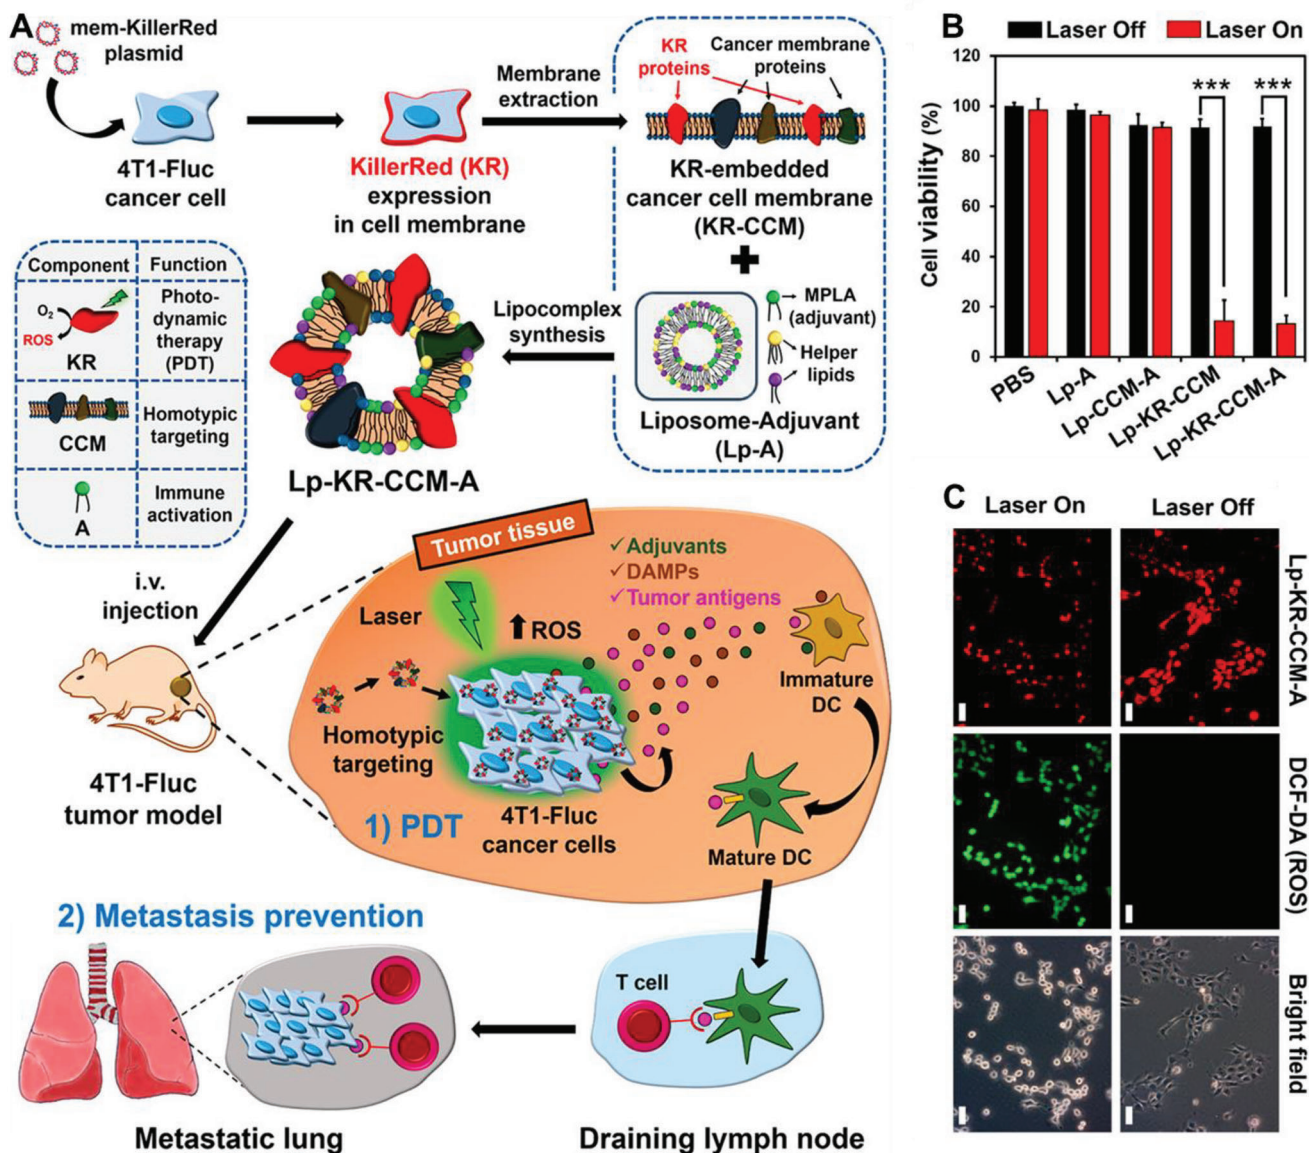 A
mem-KillerRed
plasmid
4T1-Fluc
cancer cell
KillerRed (KR)
expression
in cell membrane
Membrane
extraction
KR
proteins
Cancer membrane
proteins
KR-embedded
cancer cell membrane
(KR-CCM)
MPLA
(adjuvant)
Helper
lipids
Liposome-Adjuvant
(Lp-A)
Lipocomplex
synthesis
Lp-KR-CCM-A
Component Function
O2
ROS
KR
Photo-
dynamic
therapy
(PDT)
CCM
Homotypic
targeting
A
Immune
activation
i.v.
injection
4T1-Fluc
tumor model
Tumor tissue
Laser
ROS
✓Adjuvants
✓DAMPs
✓Tumor antigens
Homotypic
targeting
1) PDT
4T1-Fluc
cancer cells
Immature
DC
Mature DC
2) Metastasis prevention
T cell
Metastatic lung
Draining lymph node
B
Laser Off Laser On
Cell viability (%)
120
100
80
60
40
20
0
*** ***
PBS
Lp-A
Lp-CCM-A
Lp-KR-CCM
Lp-KR-CCM-A
C
Laser On Laser Off
Lp-KR-CCM-A
DCF-DA (ROS)
Bright field